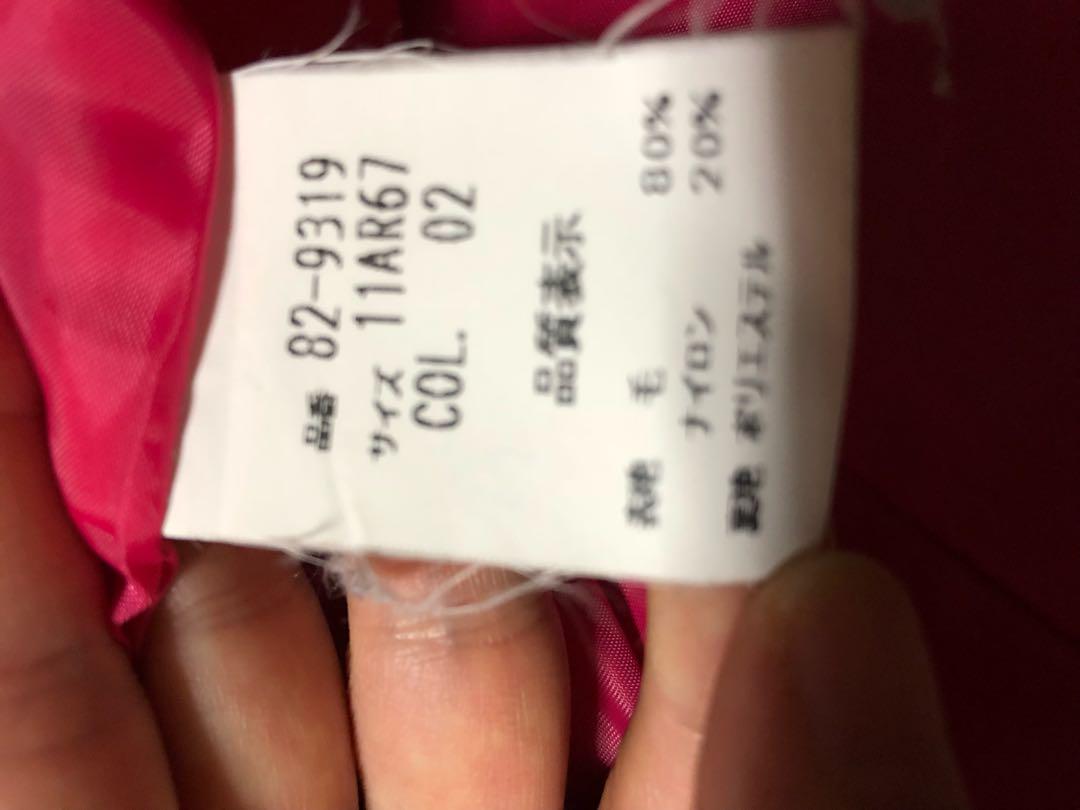 品番 82-9319
サイズ 11AR67
COL. 02
品質表示
表地 毛 80%
ナイロン 20%
裏地 ポリエステル